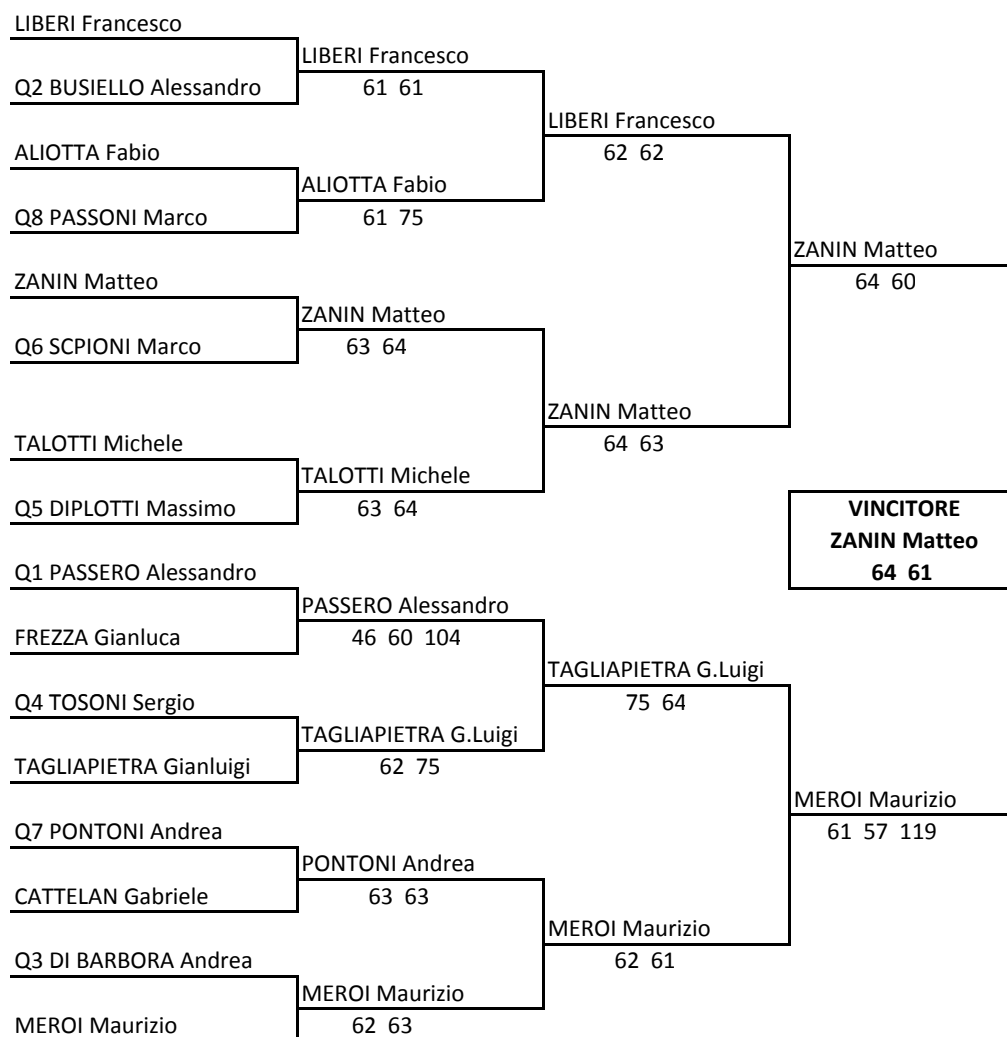 LIBERI Francesco
LIBERI Francesco
Q2 BUSIELLO Alessandro
61 61
LIBERI Francesco
ALIOTTA Fabio
62 62
ALIOTTA Fabio
Q8 PASSONI Marco
61 75
ZANIN Matteo
ZANIN Matteo
64 60
ZANIN Matteo
Q6 SCPIONI Marco
63 64
ZANIN Matteo
TALOTTI Michele
64 63
TALOTTI Michele
Q5 DIPLOTTI Massimo
63 64
VINCITORE
ZANIN Matteo
64 61
Q1 PASSERO Alessandro
PASSERO Alessandro
FREZZA Gianluca
46 60 104
TAGLIAPIETRA G.Luigi
Q4 TOSONI Sergio
75 64
TAGLIAPIETRA G.Luigi
TAGLIAPIETRA Gianluigi
62 75
MEROI Maurizio
Q7 PONTONI Andrea
61 57 119
PONTONI Andrea
CATTELAN Gabriele
63 63
MEROI Maurizio
Q3 DI BARBORA Andrea
62 61
MEROI Maurizio
MEROI Maurizio
62 63